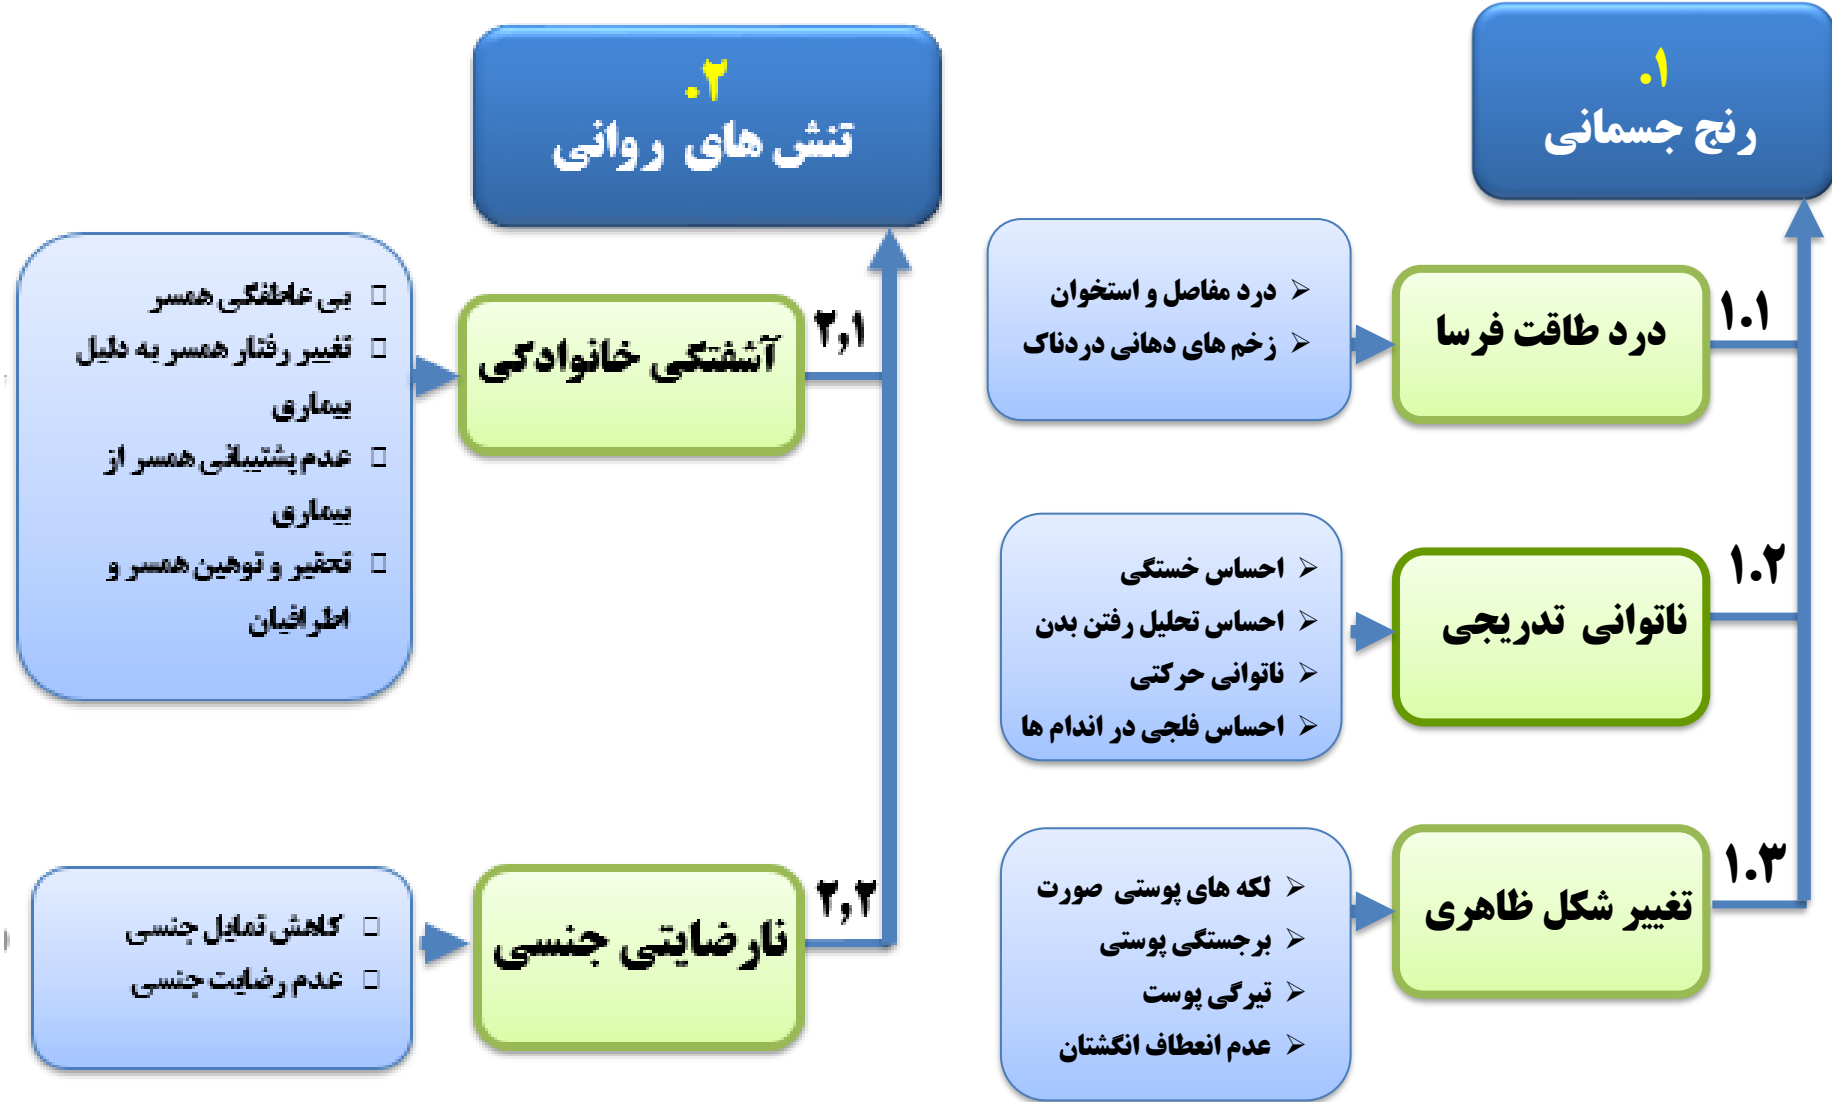 ۱.
رنج جسمانی
۱.۱
درد طاقت فرسا
درد مفاصل و استخوان
زخم های دهانی دردناک
۱.۲
ناتوانی تدریجی
احساس خستگی
احساس تحلیل رفتن بدن
ناتوانی حرکتی
احساس فلجی در اندام ها
۱.۳
تغییر شکل ظاهری
لکه های پوستی صورت
برجستگی پوستی
تیرگی پوست
عدم انعطاف انگشتان
۲.
تنش های روانی
۲,۱
آشفتگی خانوادگی
بی عاطفگی همسر
تغییر رفتار همسر به دلیل
بیماری
عدم پشتیبانی همسر از
بیماری
تحقیر و توهین همسر و
اطرافیان
۲,۲
نارضایتی جنسی
کاهش تمایل جنسی
عدم رضایت جنسی